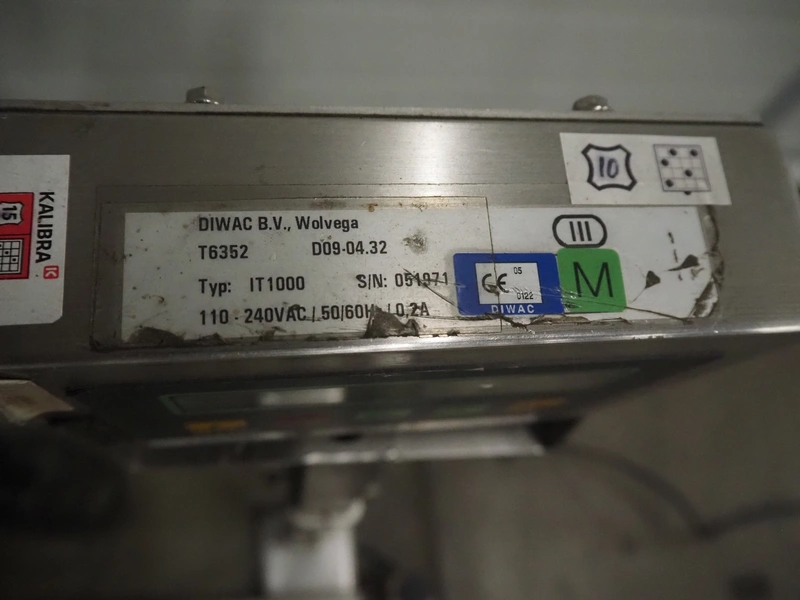 DIWAC B.V., Wolvega
T6352 D09-04.32
Typ: IT1000 S/N: 051971
110 - 240VAC / 50/60Hz / 0,2A
CE 05
0122
DIWAC
M
III
10
KALIBRA
15